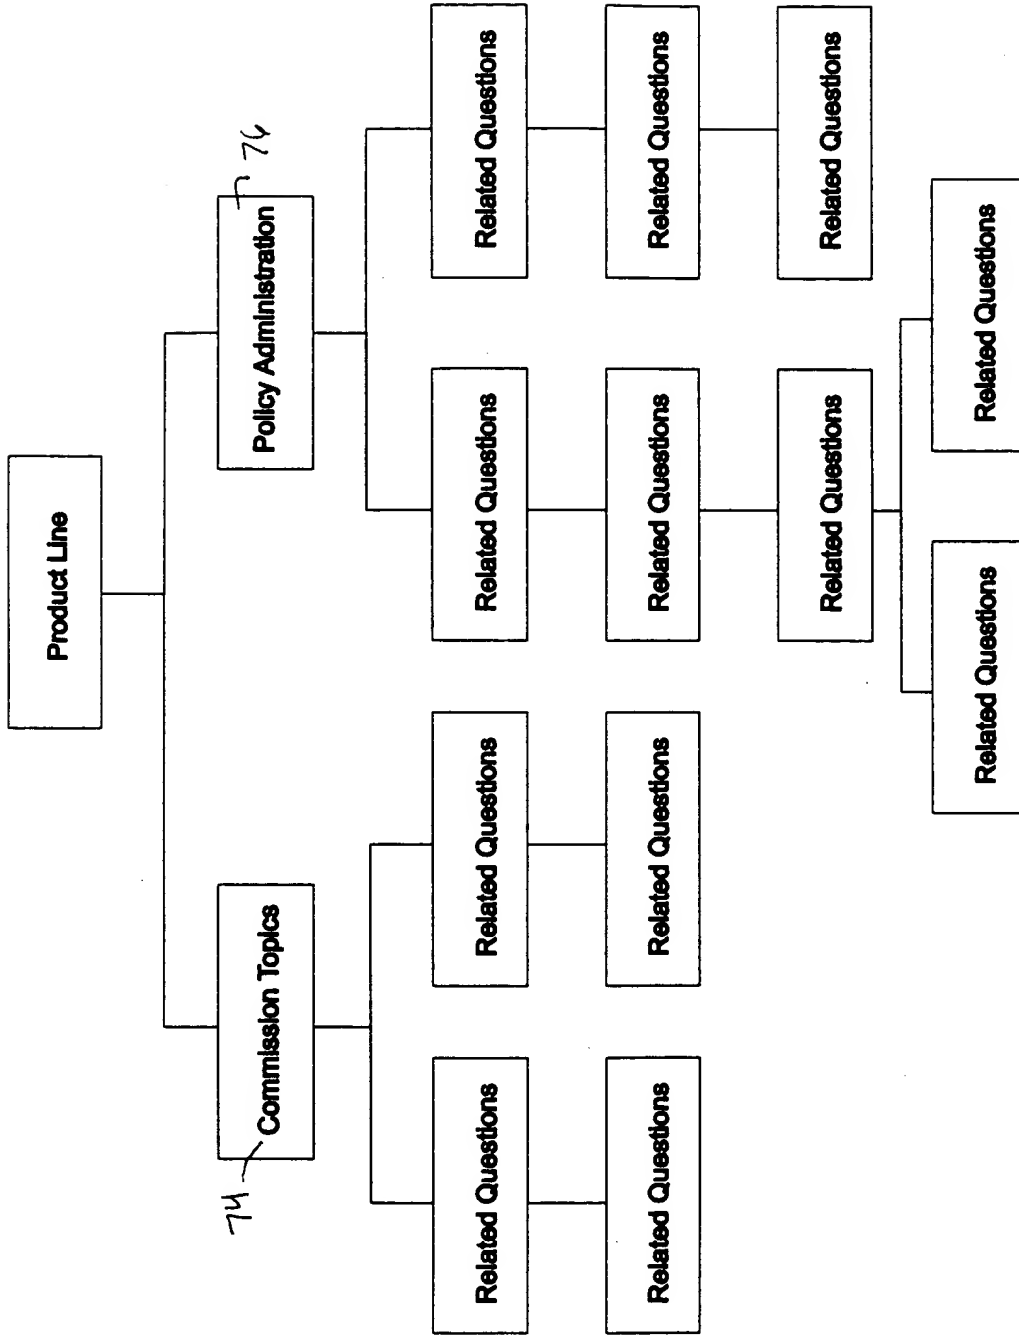 Product Line
74
Commission Topics
76
Policy Administration
Related Questions
Related Questions
Related Questions
Related Questions
Related Questions
Related Questions
Related Questions
Related Questions
Related Questions
Related Questions
Related Questions
Related Questions